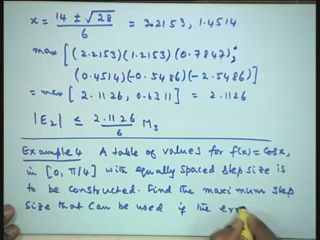 x = 14 ± √28 / 6 = 3.2153, 1.4514
max [ (2.2153)(1.2153)(0.7847),
(0.4514)(-0.5486)(-2.5486) ]
= max [ 2.1126, 0.6311 ] = 2.1126
|E₂| ≤ 2.1126 / 6 M₃
Example 4 A table of values for f(x) = cosx,
in [0, π/4] with equally spaced step size is
to be constructed. Find the maximum step
size that can be used if the err